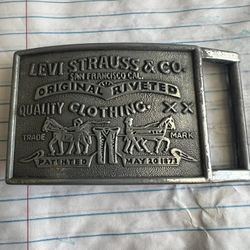 LEVI STRAUSS & CO.
SAN FRANCISCO CAL.
ORIGINAL RIVETED
QUALITY CLOTHING. XX
TRADE MARK
PATENTED MAY 20 1873